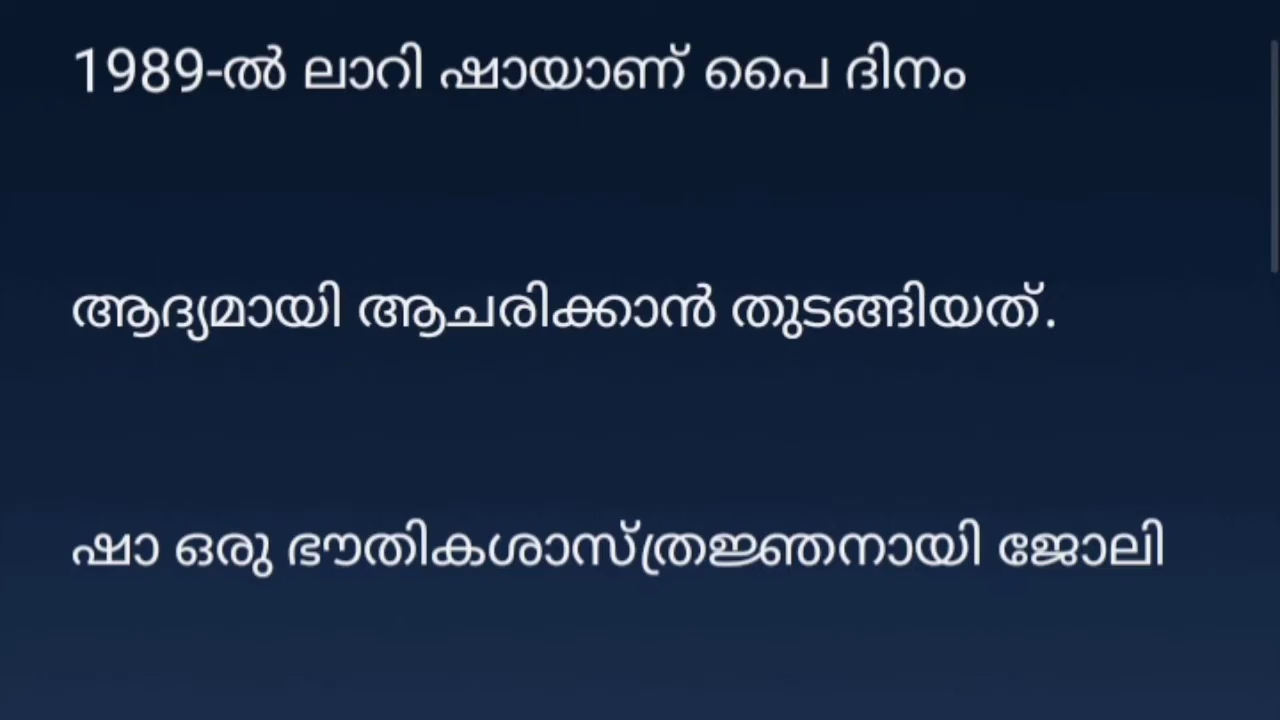 1989-ൽ ലാറി ഷായാണ് പൈ ദിനം
ആദ്യമായി ആചരിക്കാൻ തുടങ്ങിയത്.
ഷാ ഒരു ഭൗതികശാസ്ത്രജ്ഞനായി ജോലി